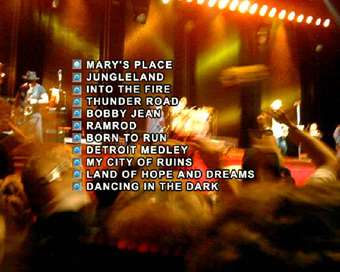 MARY'S PLACE
JUNGLELAND
INTO THE FIRE
THUNDER ROAD
BOBBY JEAN
RAMROD
BORN TO RUN
DETROIT MEDLEY
MY CITY OF RUINS
LAND OF HOPE AND DREAMS
DANCING IN THE DARK